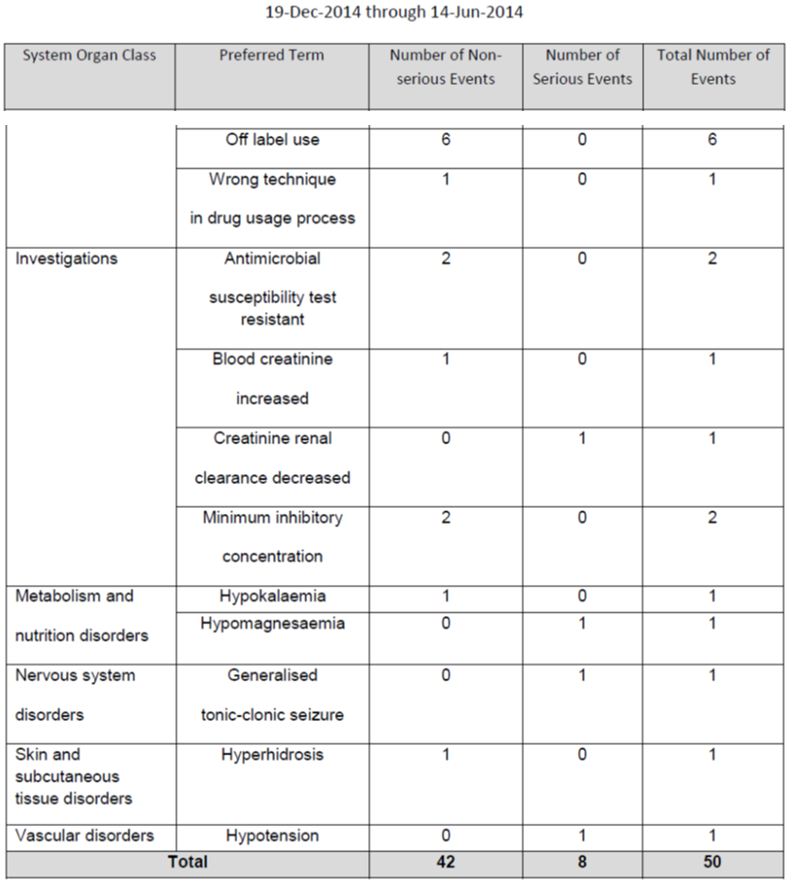 19-Dec-2014 through 14-Jun-2014
System Organ Class Preferred Term Number of Non- Number of Total Number of
serious Events Serious Events Events
Off label use 6 0 6
Wrong technique 1 0 1
in drug usage process
Investigations Antimicrobial 2 0 2
susceptibility test
resistant
Blood creatinine 1 0 1
increased
Creatinine renal 0 1 1
clearance decreased
Minimum inhibitory 2 0 2
concentration
Metabolism and Hypokalaemia 1 0 1
nutrition disorders Hypomagnesaemia 0 1 1
Nervous system Generalised 0 1 1
disorders tonic-clonic seizure
Skin and Hyperhidrosis 1 0 1
subcutaneous
tissue disorders
Vascular disorders Hypotension 0 1 1
Total 42 8 50